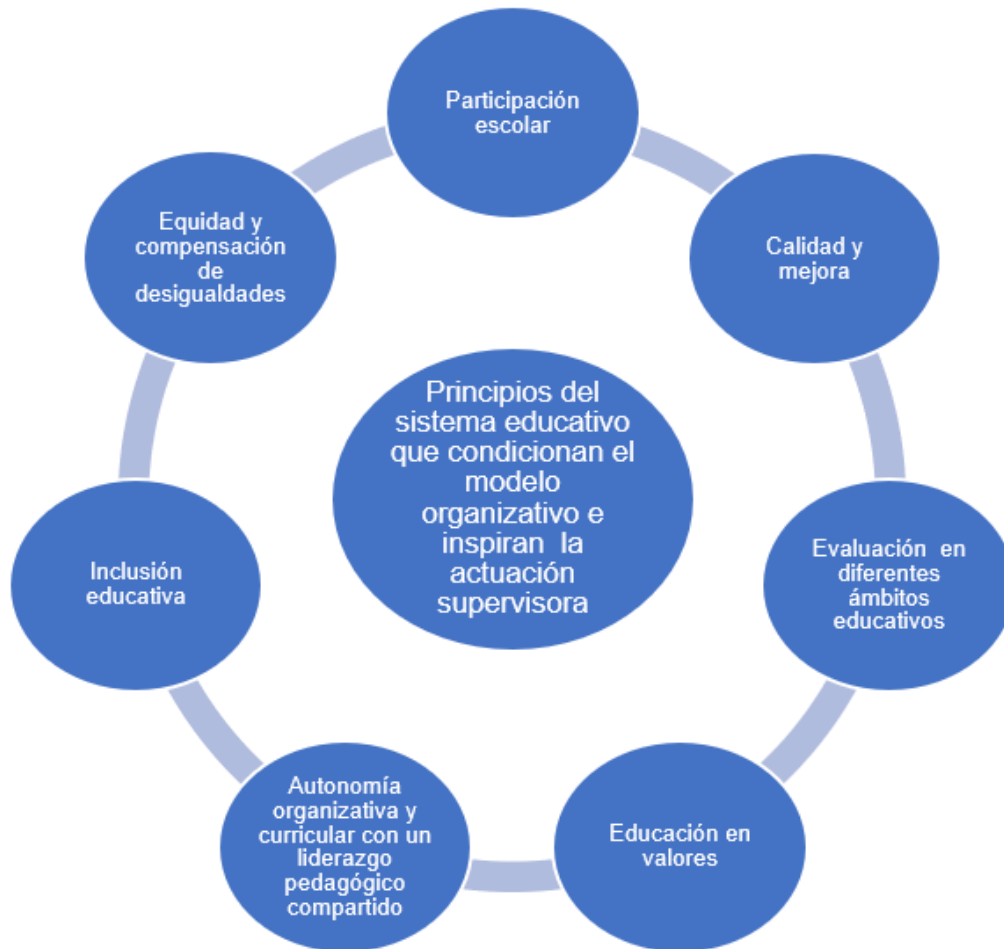 Participación
escolar
Calidad y
mejora
Evaluación  en
diferentes
ámbitos
educativos
Educación en
valores
Autonomía
organizativa y
curricular con un
liderazgo
pedagógico
compartido
Inclusión
educativa
Equidad y
compensación
de
desigualdades
Principios del
sistema educativo
que condicionan el
modelo
organizativo e
inspiran  la
actuación
supervisora